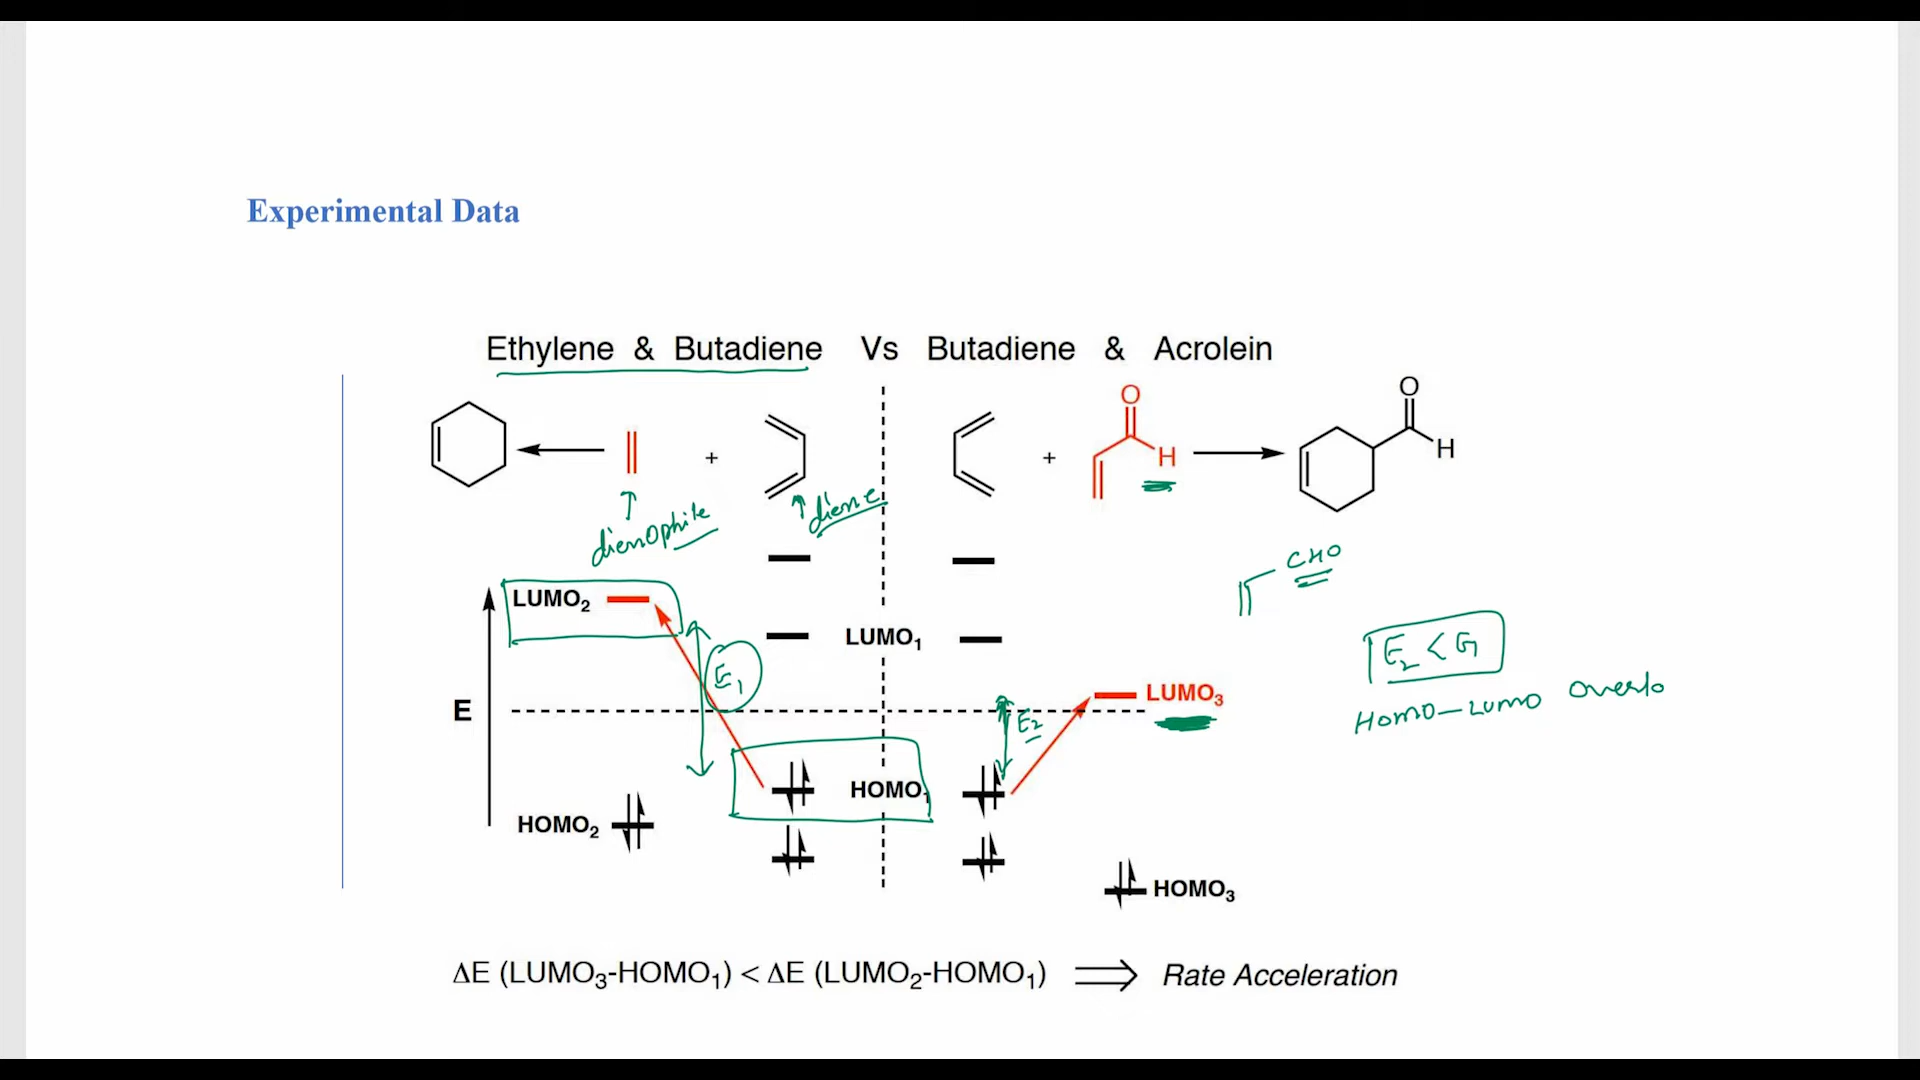 Experimental Data
Ethylene & Butadiene Vs Butadiene & Acrolein
O
H
+
+
O
H
dienophile
diene
CHO
LUMO₂
LUMO₁
E₁
E₂ < E₁
LUMO₃
HOMO-LUMO Overla
E
E₂
HOMO₁
HOMO₂
HOMO₃
ΔE (LUMO₃-HOMO₁) < ΔE (LUMO₂-HOMO₁) ⟹ Rate Acceleration